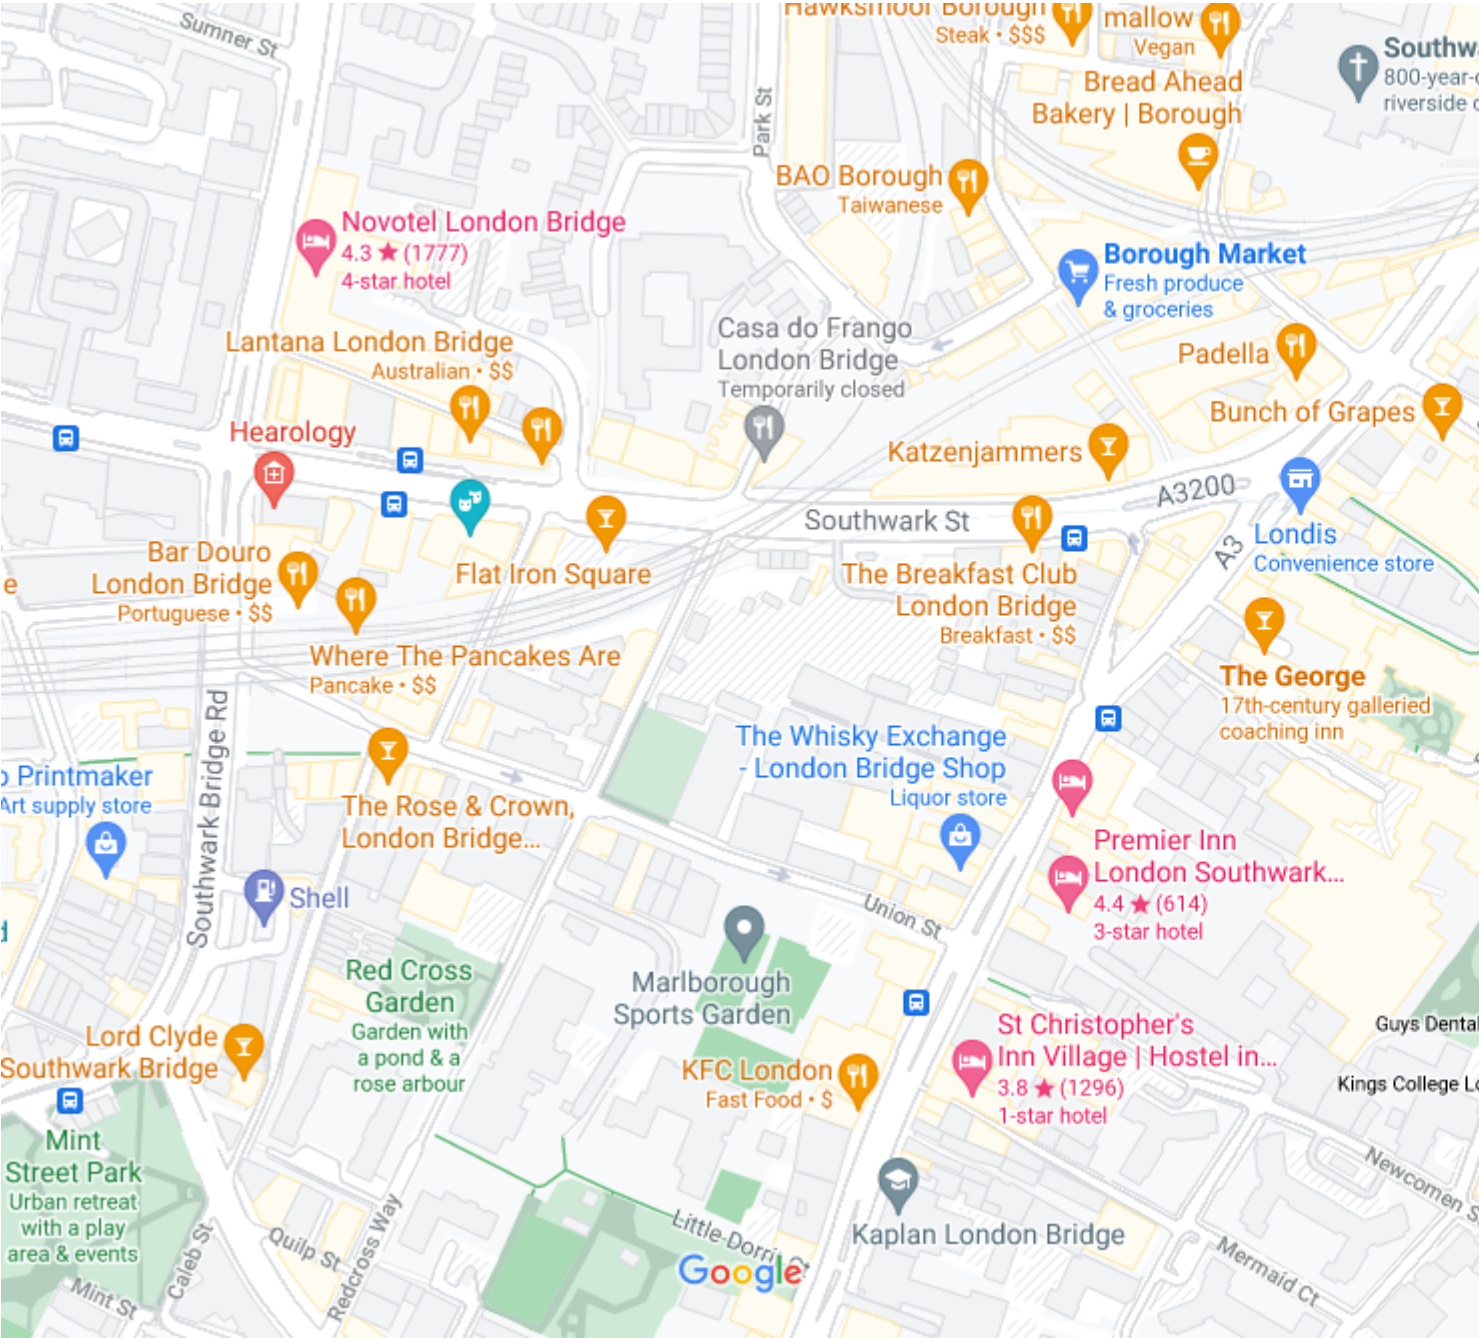 Sumner St
Park St
Hawksmoor Borough
Steak • $$$
mallow
Vegan
Bread Ahead
Bakery | Borough
Southwa
800-year-o
riverside c
BAO Borough
Taiwanese
Novotel London Bridge
4.3 ★ (1777)
4-star hotel
Borough Market
Fresh produce
& groceries
Lantana London Bridge
Australian • $$
Casa do Frango
London Bridge
Temporarily closed
Padella
Bunch of Grapes
Hearology
Katzenjammers
A3200
Southwark St
A3
Londis
Convenience store
Bar Douro
London Bridge
Portuguese • $$
e
Flat Iron Square
The Breakfast Club
London Bridge
Breakfast • $$
Where The Pancakes Are
Pancake • $$
The George
17th-century galleried
coaching inn
Southwark Bridge Rd
The Whisky Exchange
- London Bridge Shop
Liquor store
o Printmaker
Art supply store
The Rose & Crown,
London Bridge...
Premier Inn
London Southwark...
4.4 ★ (614)
3-star hotel
Shell
Union St
d
Red Cross
Garden
Garden with
a pond & a
rose arbour
Marlborough
Sports Garden
Lord Clyde
Southwark Bridge
St Christopher's
Inn Village | Hostel in...
3.8 ★ (1296)
1-star hotel
Guys Dental
Kings College Lo
KFC London
Fast Food • $
Mint
Street Park
Urban retreat
with a play
area & events
Newcomen S
Kaplan London Bridge
Little-Dorrit Ct
Google
Mermaid Ct
Quilp St
Redcross Way
Caleb St
Mint St